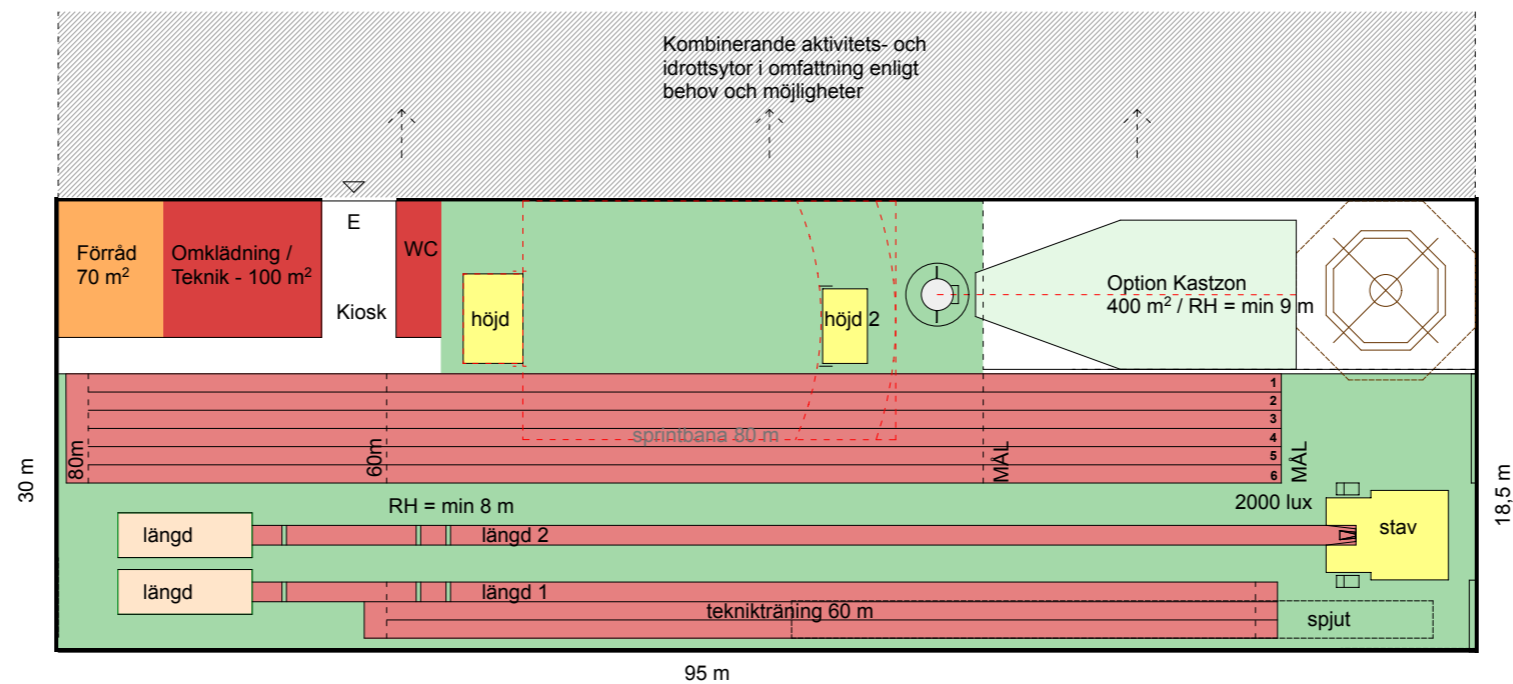 Kombinerande aktivitets- och
idrottsytor i omfattning enligt
behov och möjligheter
E
Förråd
70 m²
Omklädning /
Teknik - 100 m²
WC
Kiosk
höjd
höjd 2
Option Kastzon
400 m² / RH = min 9 m
1
2
3
4
5
6
sprintbana 80 m
80m
60m
MÅL
MÅL
30 m
18,5 m
RH = min 8 m
2000 lux
längd
längd 2
stav
längd
längd 1
teknikträning 60 m
spjut
95 m